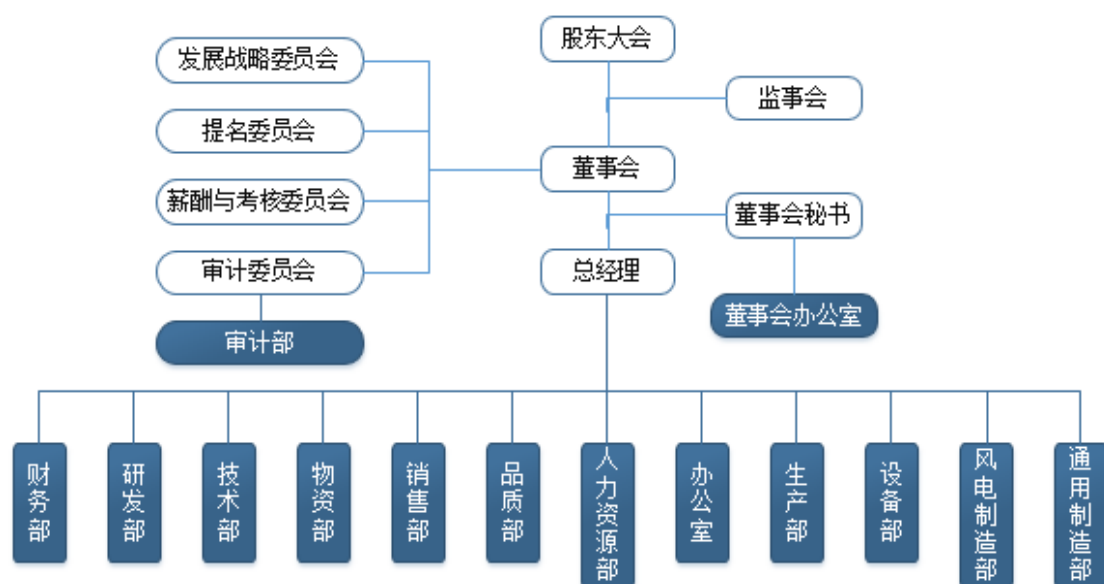 股东大会
发展战略委员会
监事会
提名委员会
董事会
薪酬与考核委员会
董事会秘书
审计委员会
总经理
董事会办公室
审计部
财务部
研发部
技术部
物资部
销售部
品质部
人力资源部
办公室
生产部
设备部
风电制造部
通用制造部